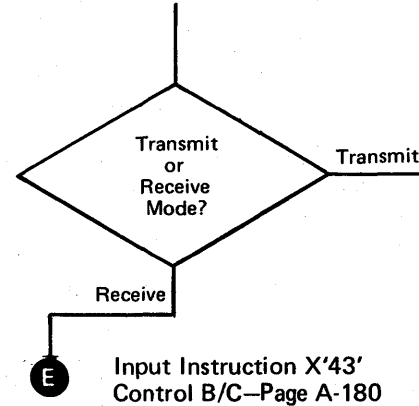 Transmit
or
Receive
Mode?
Transmit
Receive
E
Input Instruction X'43'
Control B/C—Page A-180